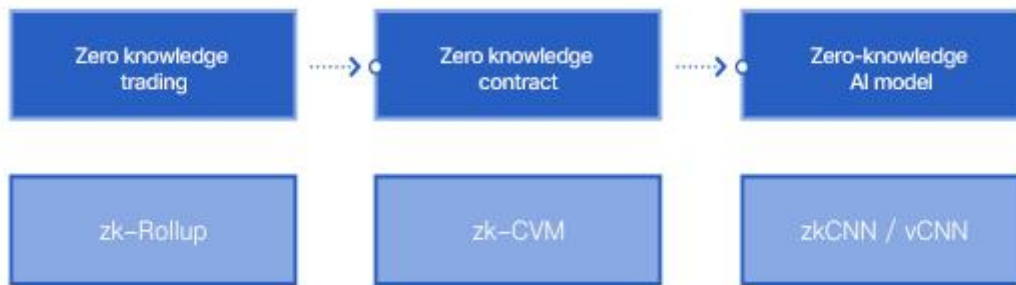 Zero knowledge
trading
Zero knowledge
contract
Zero-knowledge
AI model
zk-Rollup
zk-CVM
zkCNN / vCNN